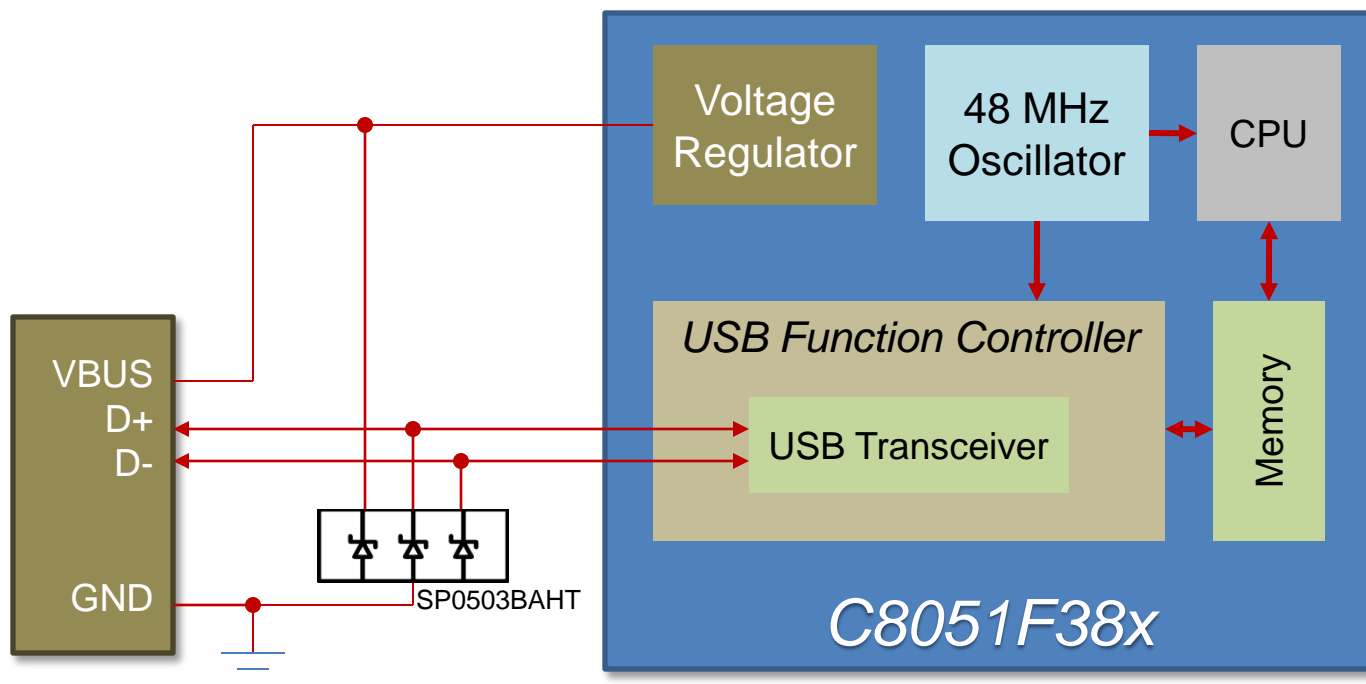 Voltage
Regulator
48 MHz
Oscillator
CPU
USB Function Controller
USB Transceiver
Memory
VBUS
D+
D-
GND
SP0503BAHT
C8051F38x